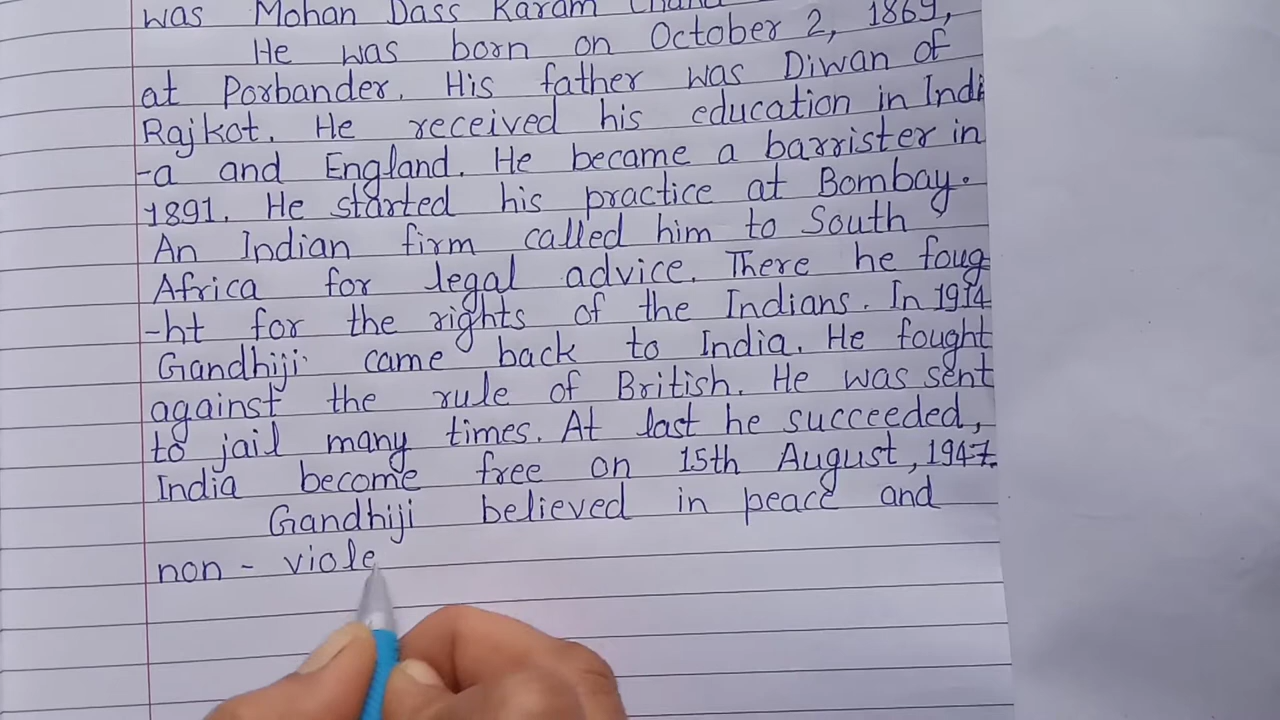 was Mohan Dass Karam Chand
He was born on October 2, 1869,
at Porbander. His father was Diwan of
Rajkot. He received his education in Indi
-a and England. He became a barrister in
1891. He started his practice at Bombay.
An Indian firm called him to South
Africa for legal advice. There he foug
-ht for the rights of the Indians. In 1914
Gandhiji came back to India. He fought
against the rule of British. He was sent
to jail many times. At last he succeeded,
India become free on 15th August, 1947.
Gandhiji believed in peace and
non - viole